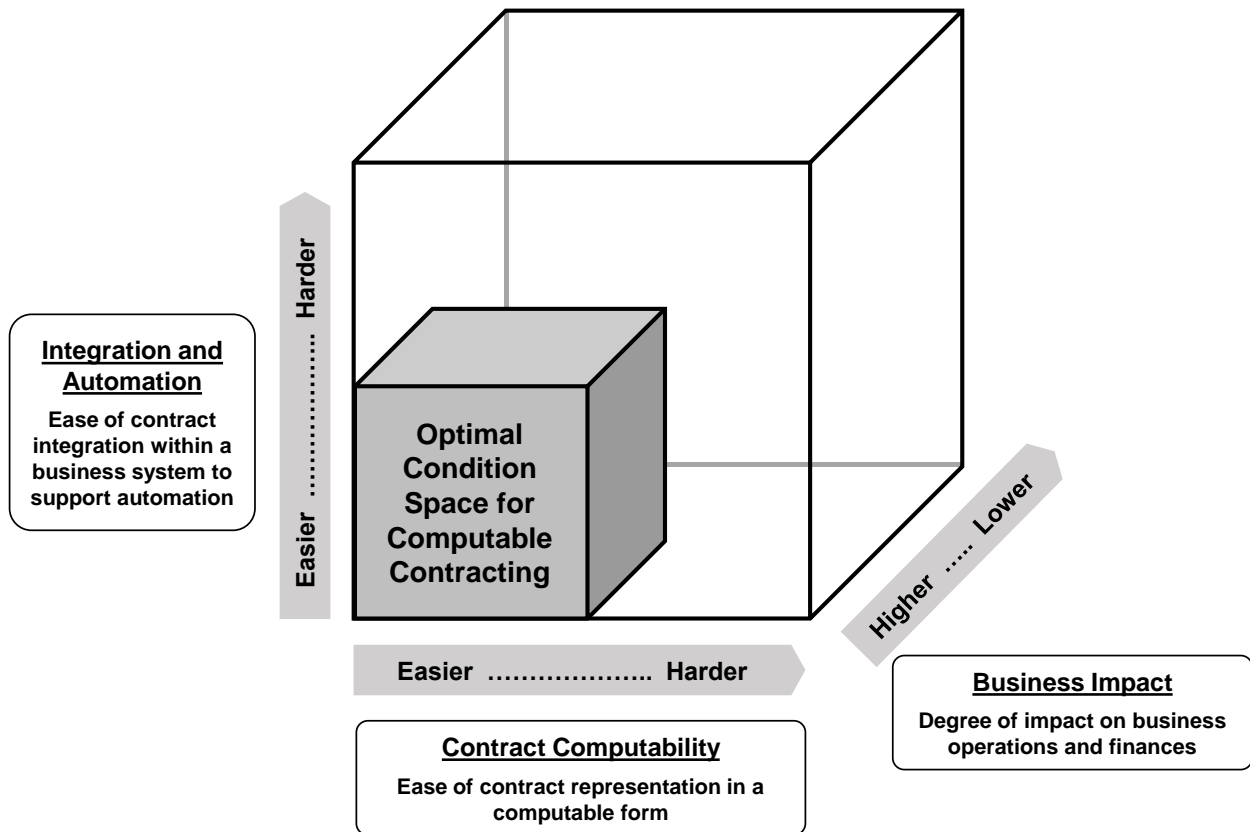 Easier ……………….. Harder
Integration and
Automation
Ease of contract
integration within a
business system to
support automation
Optimal
Condition
Space for
Computable
Contracting
Higher ….. Lower
Easier ……………….. Harder
Business Impact
Degree of impact on business
operations and finances
Contract Computability
Ease of contract representation in a
computable form